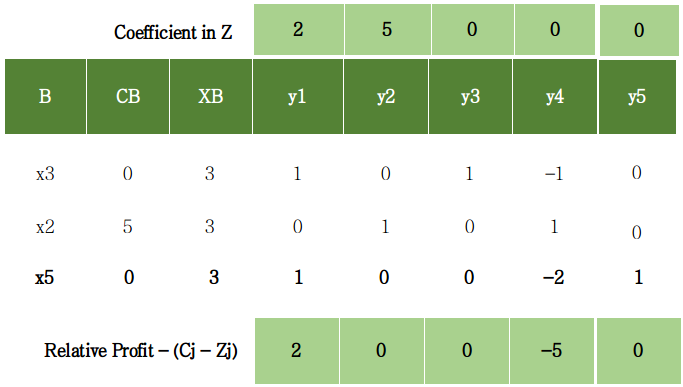 Coefficient in Z 2 5 0 0 0
B CB XB y1 y2 y3 y4 y5
x3 0 3 1 0 1 −1 0
x2 5 3 0 1 0 1 0
x5 0 3 1 0 0 −2 1
Relative Profit – (Cj – Zj) 2 0 0 −5 0